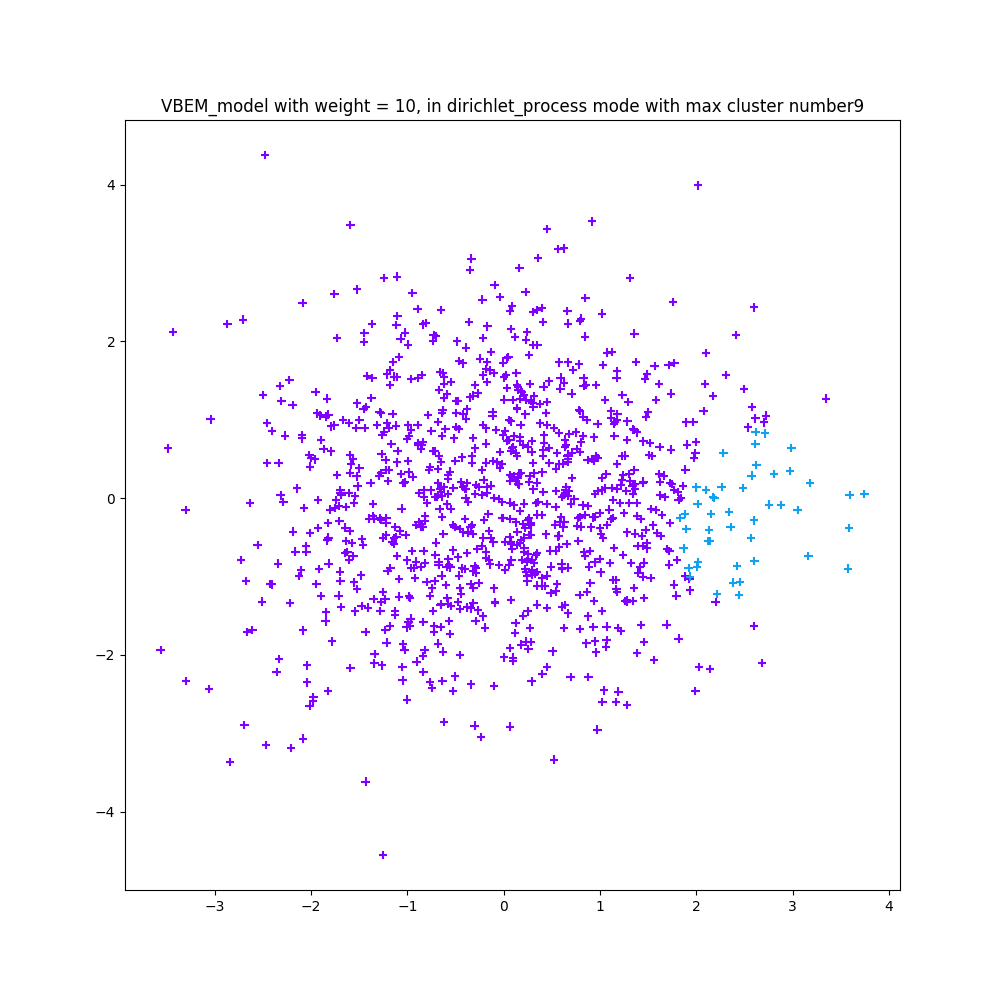 VBEM_model with weight = 10, in dirichlet_process mode with max cluster number9
4
2
0
−2
−4
−3 −2 −1 0 1 2 3 4